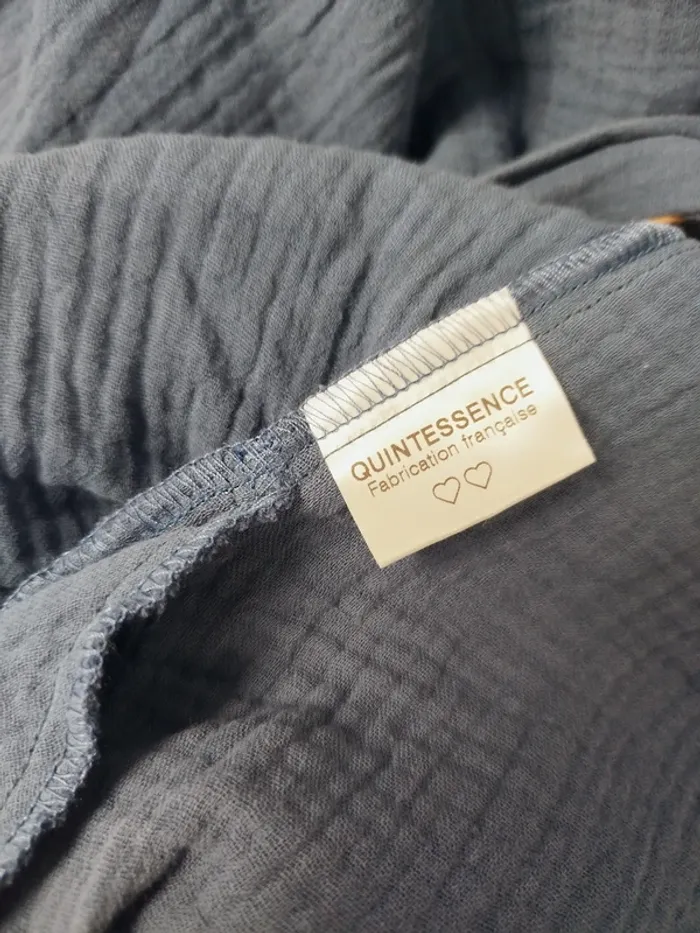 QUINTESSENCE
Fabrication française
♡♡